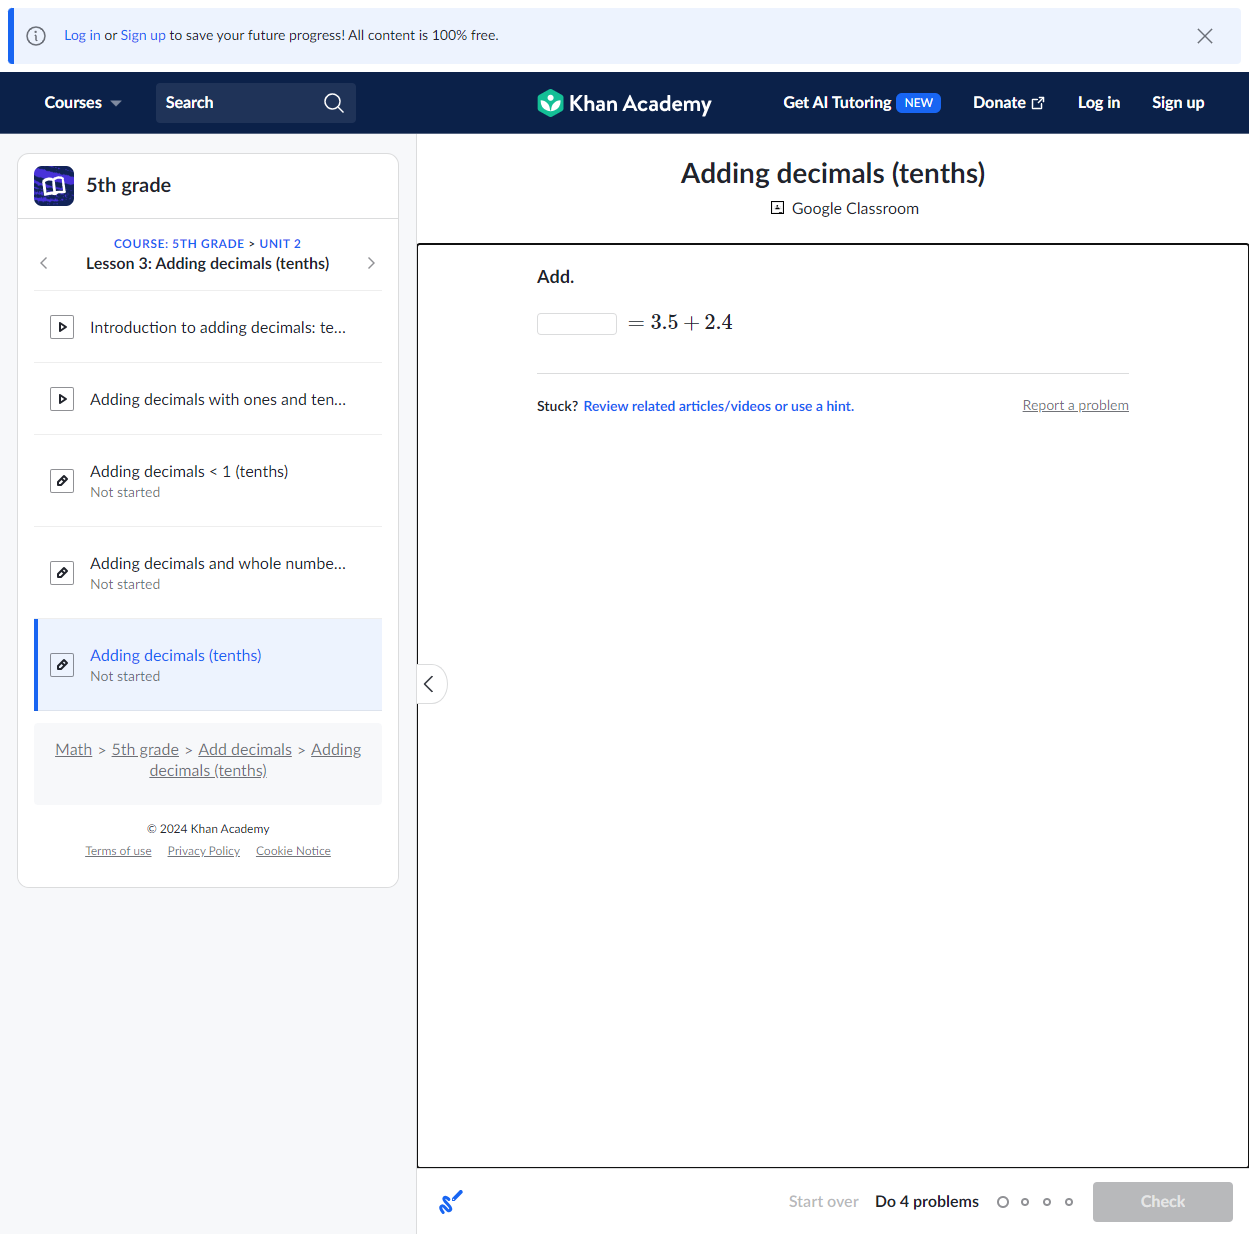 Log in or Sign up to save your future progress! All content is 100% free.
Courses
Search
Khan Academy
Get AI Tutoring NEW
Donate
Log in
Sign up
5th grade
COURSE: 5TH GRADE > UNIT 2
Lesson 3: Adding decimals (tenths)
Introduction to adding decimals: te...
Adding decimals with ones and ten...
Adding decimals < 1 (tenths)
Not started
Adding decimals and whole numbe...
Not started
Adding decimals (tenths)
Not started
Math > 5th grade > Add decimals > Adding
decimals (tenths)
© 2024 Khan Academy
Terms of use Privacy Policy Cookie Notice
Adding decimals (tenths)
Google Classroom
Add.
= 3.5 + 2.4
Stuck? Review related articles/videos or use a hint.
Report a problem
Start over
Do 4 problems
Check